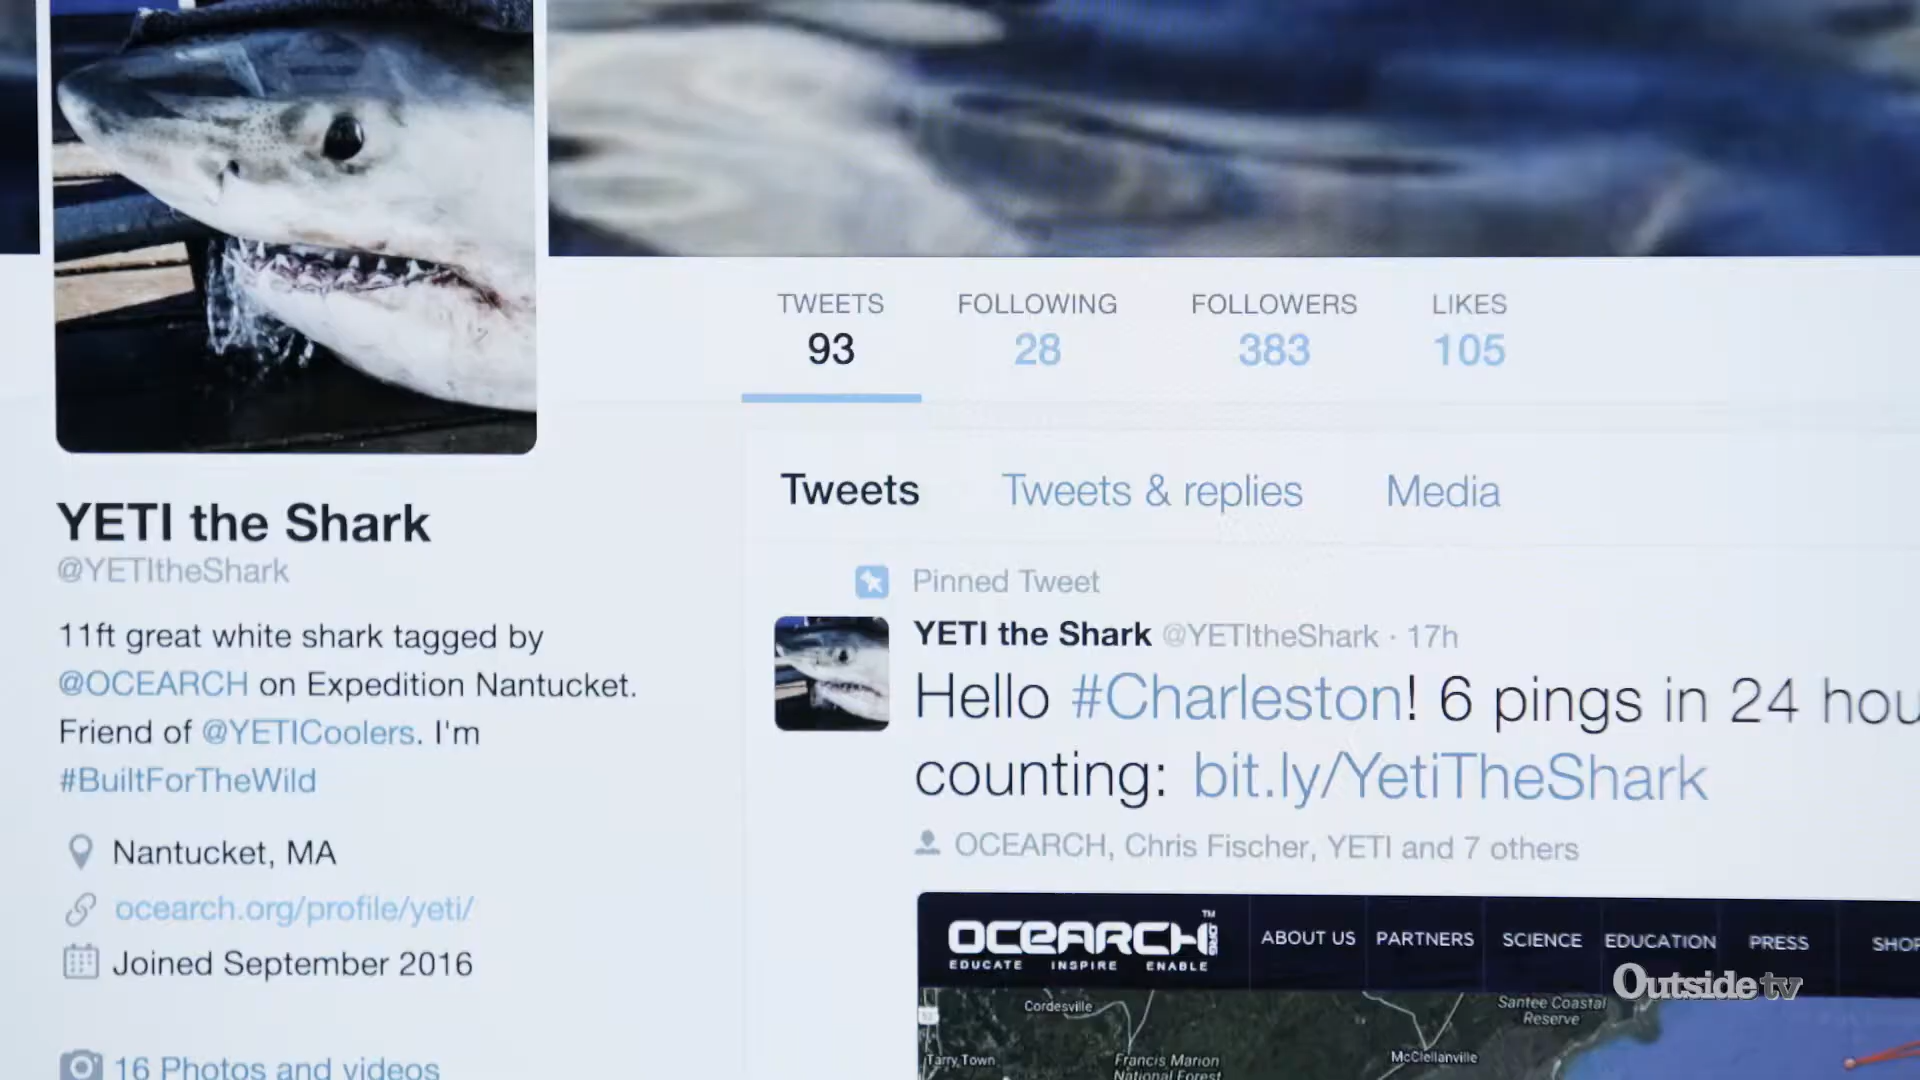 TWEETS FOLLOWING FOLLOWERS LIKES
93 28 383 105
YETI the Shark
@YETItheShark
11ft great white shark tagged by
@OCEARCH on Expedition Nantucket.
Friend of @YETICoolers. I'm
#BuiltForTheWild
Nantucket, MA
ocearch.org/profile/yeti/
Joined September 2016
16 Photos and videos
Tweets Tweets & replies Media
Pinned Tweet
YETI the Shark @YETItheShark · 17h
Hello #Charleston! 6 pings in 24 hou
counting: bit.ly/YetiTheShark
OCEARCH, Chris Fischer, YETI and 7 others
OCEARCH.ORG™ ABOUT US PARTNERS SCIENCE EDUCATION PRESS SHOP
EDUCATE INSPIRE ENABLE
Outside tv
Cordesville
Santee Coastal
Reserve
Tarry Town
Francis Marion
National Forest
McClellanville